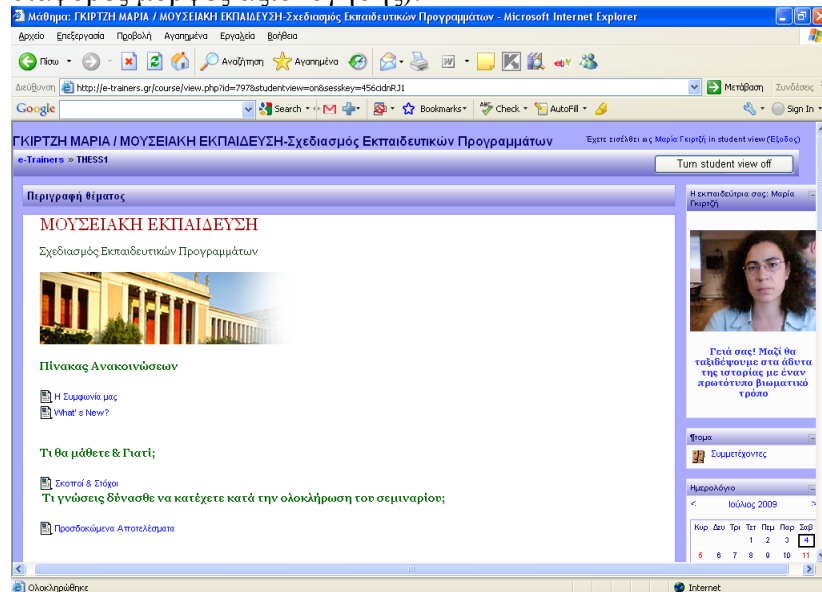 Μάθημα: ΓΚΙΡΤΖΗ ΜΑΡΙΑ / ΜΟΥΣΕΙΑΚΗ ΕΚΠΑΙΔΕΥΣΗ-Σχεδιασμός Εκπαιδευτικών Προγραμμάτων - Microsoft Internet Explorer
Αρχείο Επεξεργασία Προβολή Αγαπημένα Εργαλεία Βοήθεια
Πίσω Αναζήτηση Αγαπημένα
Διεύθυνση http://e-trainers.gr/course/view.php?id=797&studentview=on&sesskey=456cidnRJ1 Μετάβαση Συνδέσεις
Google Search Bookmarks Check AutoFill Sign In
ΓΚΙΡΤΖΗ ΜΑΡΙΑ / ΜΟΥΣΕΙΑΚΗ ΕΚΠΑΙΔΕΥΣΗ-Σχεδιασμός Εκπαιδευτικών Προγραμμάτων
Έχετε εισέλθει ως Μαρία Γκιρτζή in student view (Έξοδος)
e-Trainers » THESS1
Turn student view off
Περιγραφή θέματος
ΜΟΥΣΕΙΑΚΗ ΕΚΠΑΙΔΕΥΣΗ
Σχεδιασμός Εκπαιδευτικών Προγραμμάτων
Πίνακας Ανακοινώσεων
Η Συμφωνία μας
What's New?
Τι θα μάθετε & Γιατί;
Σκοποί & Στόχοι
Τι γνώσεις δύνασθε να κατέχετε κατά την ολοκλήρωση του σεμιναρίου;
Προσδοκώμενα Αποτελέσματα
Η εκπαιδεύτρια σας: Μαρία
Γκιρτζή
Γειά σας! Μαζί θα
ταξιδέψουμε στα άδυτα
της ιστορίας με έναν
πρωτότυπο βιωματικό
τρόπο
¶τομα
Συμμετέχοντες
Ημερολόγιο
< Ιούλιος 2009 >
Κυρ Δευ Τρι Τετ Πεμ Παρ Σαβ
1 2 3 4
5 6 7 8 9 10 11
Ολοκληρώθηκε Internet